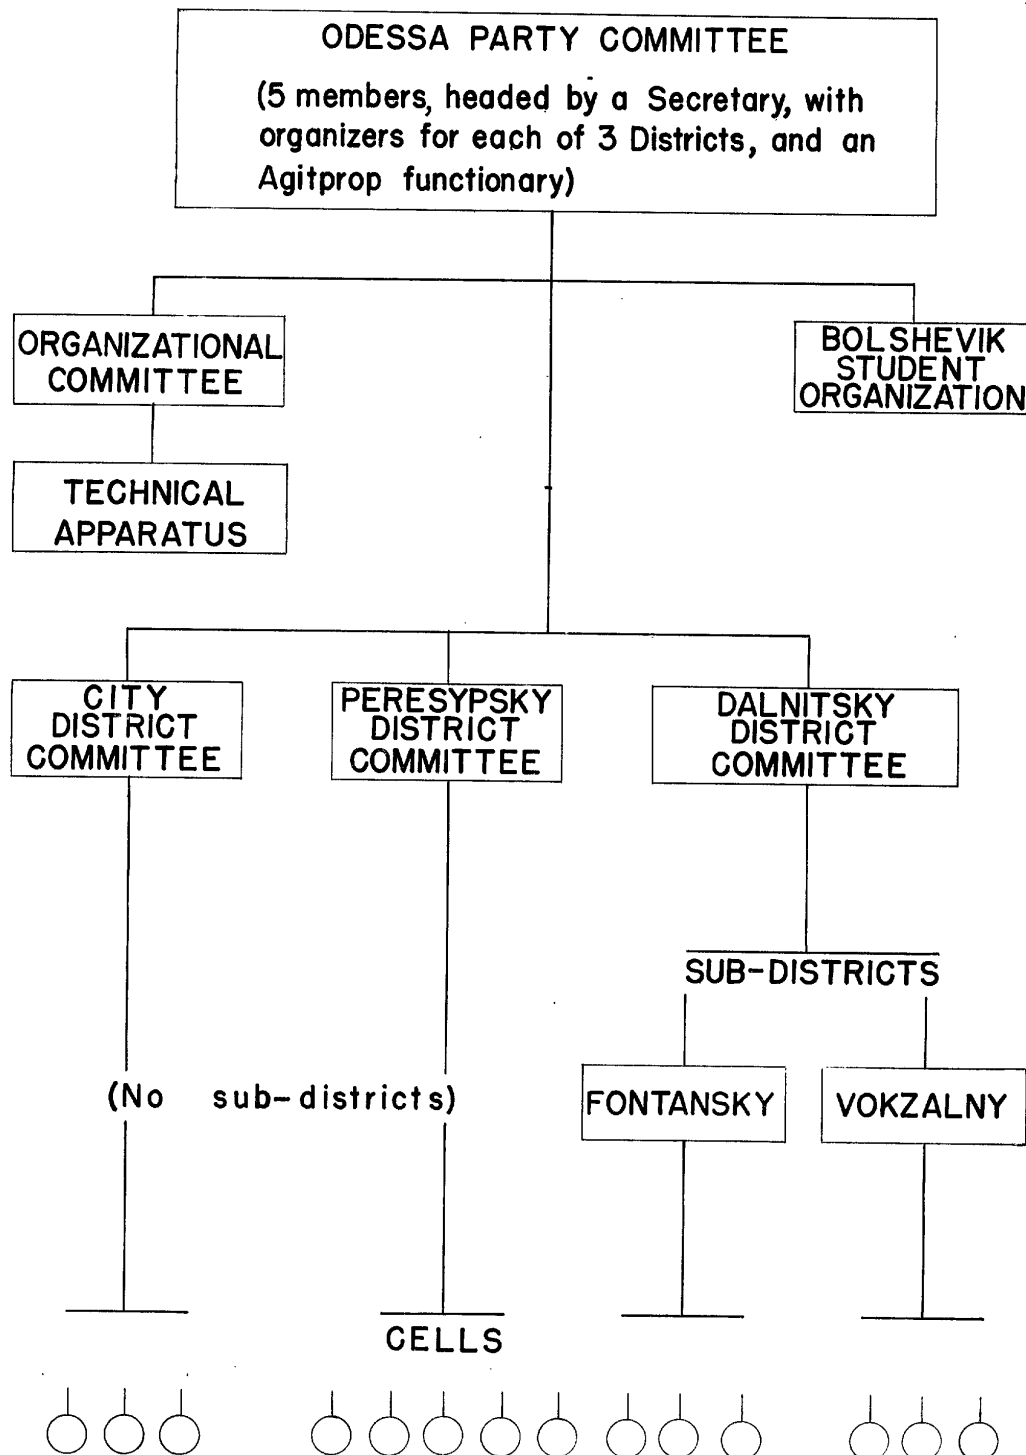 ODESSA PARTY COMMITTEE
(5 members, headed by a Secretary, with
organizers for each of 3 Districts, and an
Agitprop functionary)
ORGANIZATIONAL
COMMITTEE
BOLSHEVIK
STUDENT
ORGANIZATION
TECHNICAL
APPARATUS
CITY
DISTRICT
COMMITTEE
PERESYPSKY
DISTRICT
COMMITTEE
DALNITSKY
DISTRICT
COMMITTEE
SUB-DISTRICTS
(No sub-districts)
FONTANSKY
VOKZALNY
CELLS